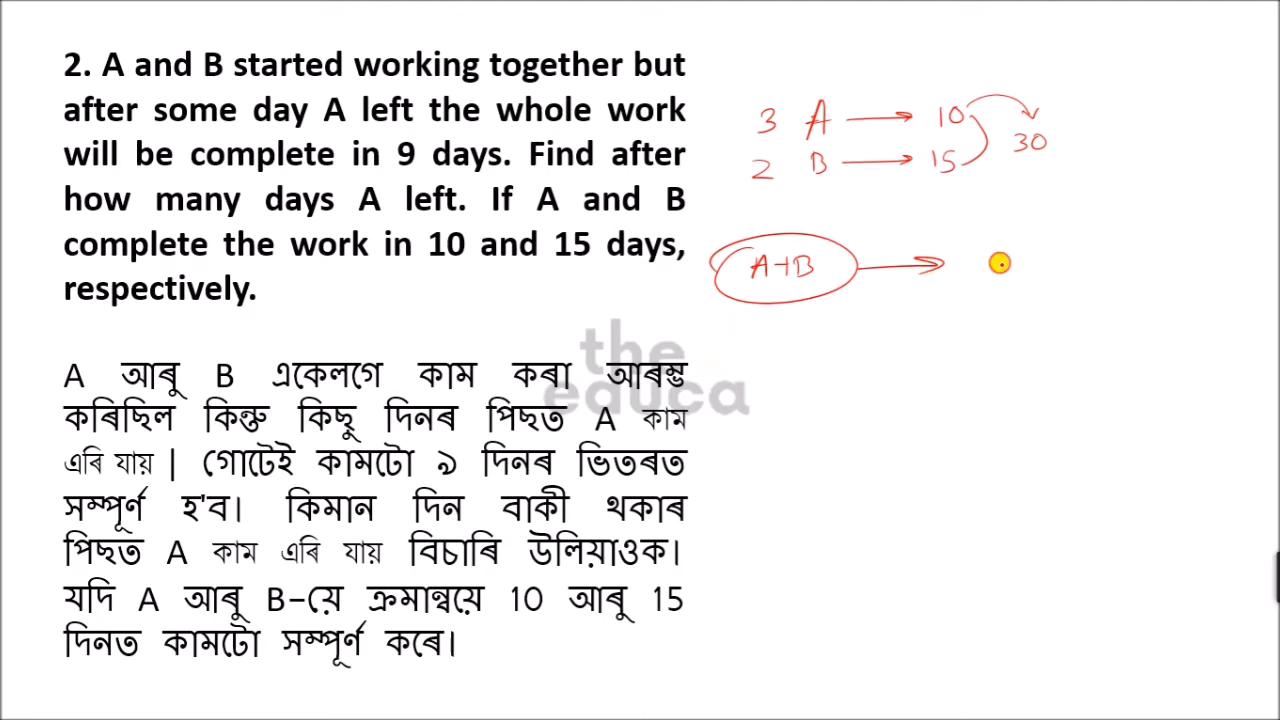 2. A and B started working together but
after some day A left the whole work
will be complete in 9 days. Find after
how many days A left. If A and B
complete the work in 10 and 15 days,
respectively.
A আৰু B একেলগে কাম কৰা আৰম্ভ
কৰিছিল কিন্তু কিছু দিনৰ পিছত A কাম
এৰি যায় | গোটেই কামটো ৯ দিনৰ ভিতৰত
সম্পূৰ্ণ হ'ব। কিমান দিন বাকী থকাৰ
পিছত A কাম এৰি যায় বিচাৰি উলিয়াওক।
যদি A আৰু B-য়ে ক্ৰমান্বয়ে 10 আৰু 15
দিনত কামটো সম্পূৰ্ণ কৰে।
3 A → 10
30
2 B → 15
A+B →
the
educa